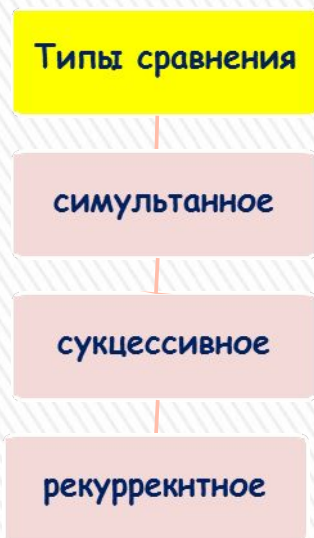 Типы сравнения
симультанное
сукцессивное
рекуррекнтное